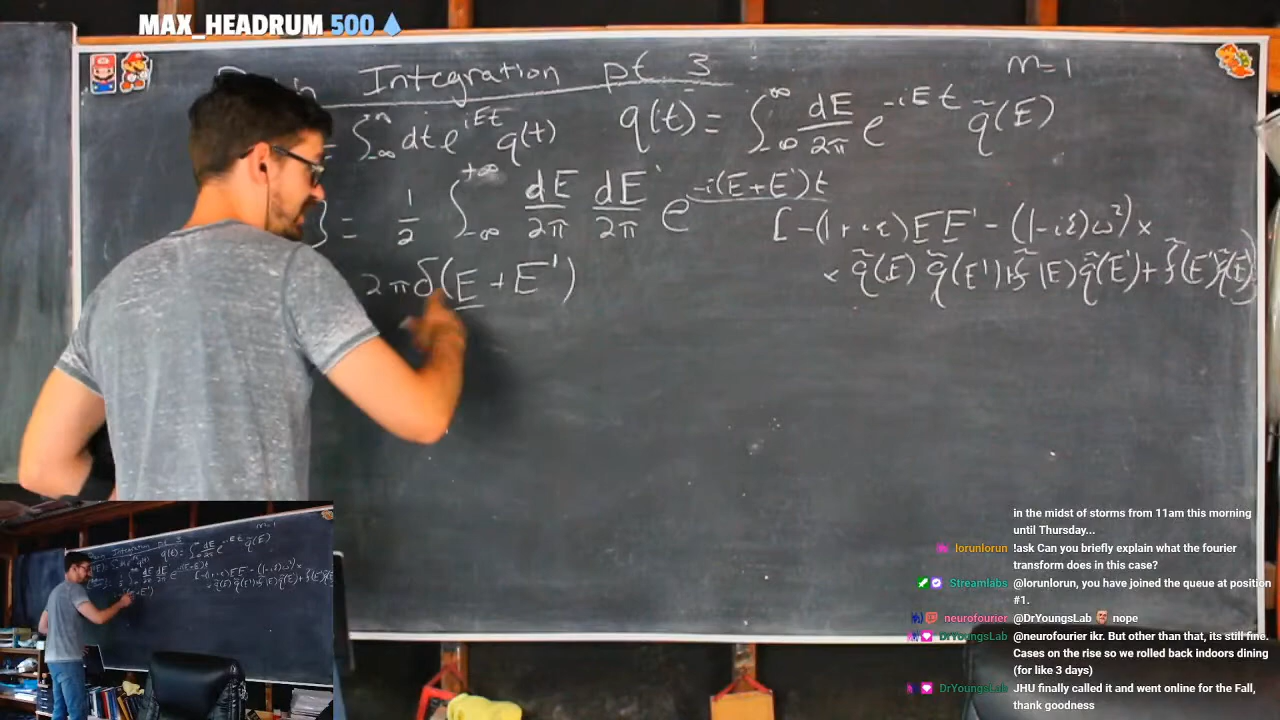 MAX_HEADRUM 500
Integration pt 3
m=1
= ∫_{-∞}^{∞} dt e^{iEt} q(t)
q(t) = ∫_{-∞}^{∞} dE/2π e^{-iEt} q̃(E)
} = 1/2 ∫_{-∞}^{+∞} dE/2π dE'/2π e^{-i(E+E')t} [-(1+iε)EE' - (1-iε)ω²) ×
× q̃(E) q̃(E') + f̃(E) q̃(E') + f̃(E') q̃(E)]
2πδ(E + E')
in the midst of storms from 11am this morning
until Thursday...
lorunlorun !ask Can you briefly explain what the fourier
transform does in this case?
Streamlabs @lorunlorun, you have joined the queue at position
#1.
neurofourier @DrYoungsLab nope
DrYoungsLab @neurofourier ikr. But other than that, its still fine.
Cases on the rise so we rolled back indoors dining
(for like 3 days)
DrYoungsLab JHU finally called it and went online for the Fall,
thank goodness